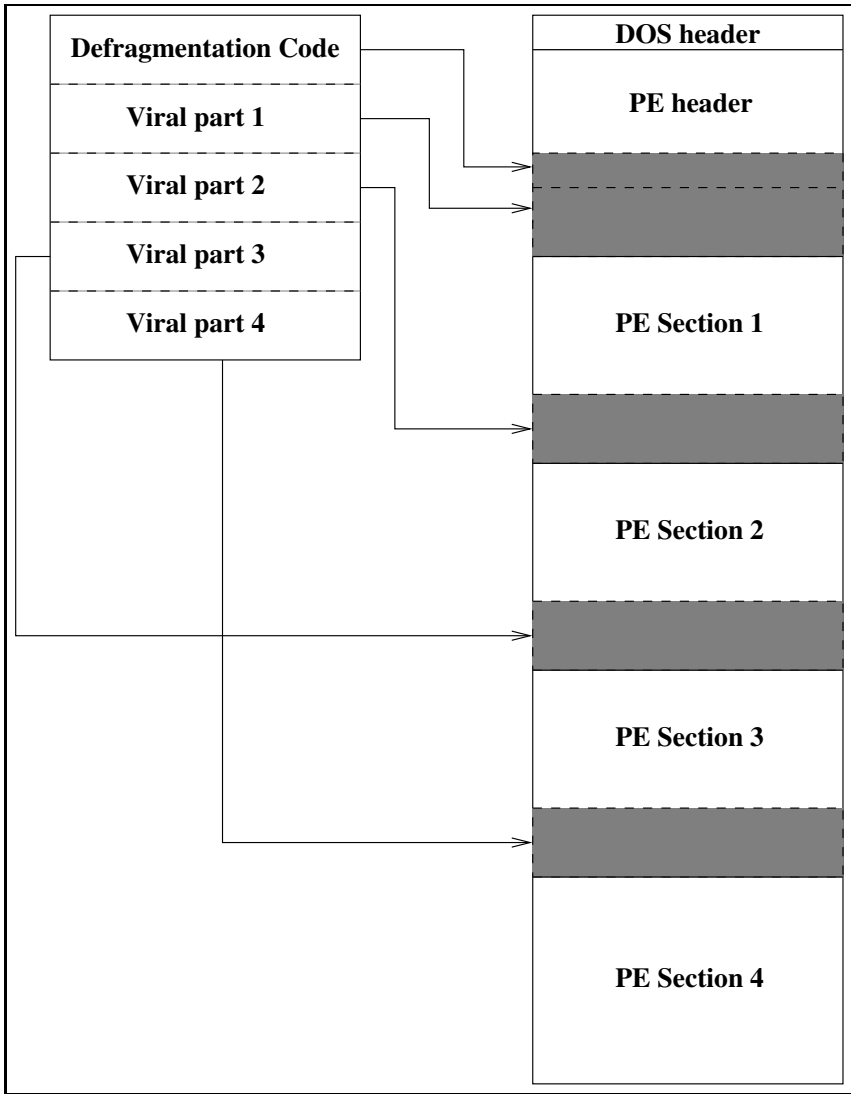 Defragmentation Code
Viral part 1
Viral part 2
Viral part 3
Viral part 4
DOS header
PE header
PE Section 1
PE Section 2
PE Section 3
PE Section 4